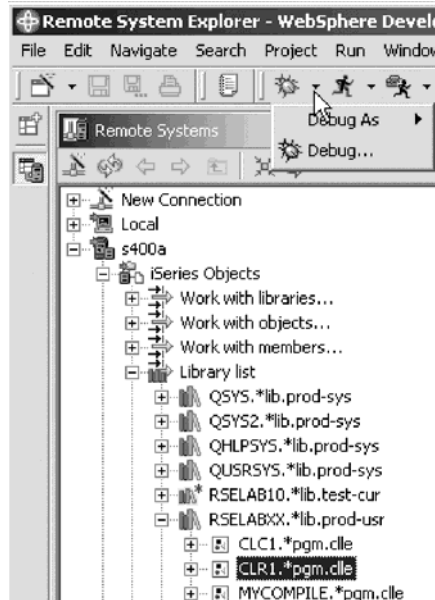 Remote System Explorer - WebSphere Devel
File Edit Navigate Search Project Run Window
Debug As
Debug...
Remote Systems
New Connection
Local
s400a
iSeries Objects
Work with libraries...
Work with objects...
Work with members...
Library list
QSYS.*lib.prod-sys
QSYS2.*lib.prod-sys
QHLPSYS.*lib.prod-sys
QUSRSYS.*lib.prod-sys
RSELAB10.*lib.test-cur
RSELABXX.*lib.prod-usr
CLC1.*pgm.clle
CLR1.*pgm.clle
MYCOMPILE.*pgm.clle